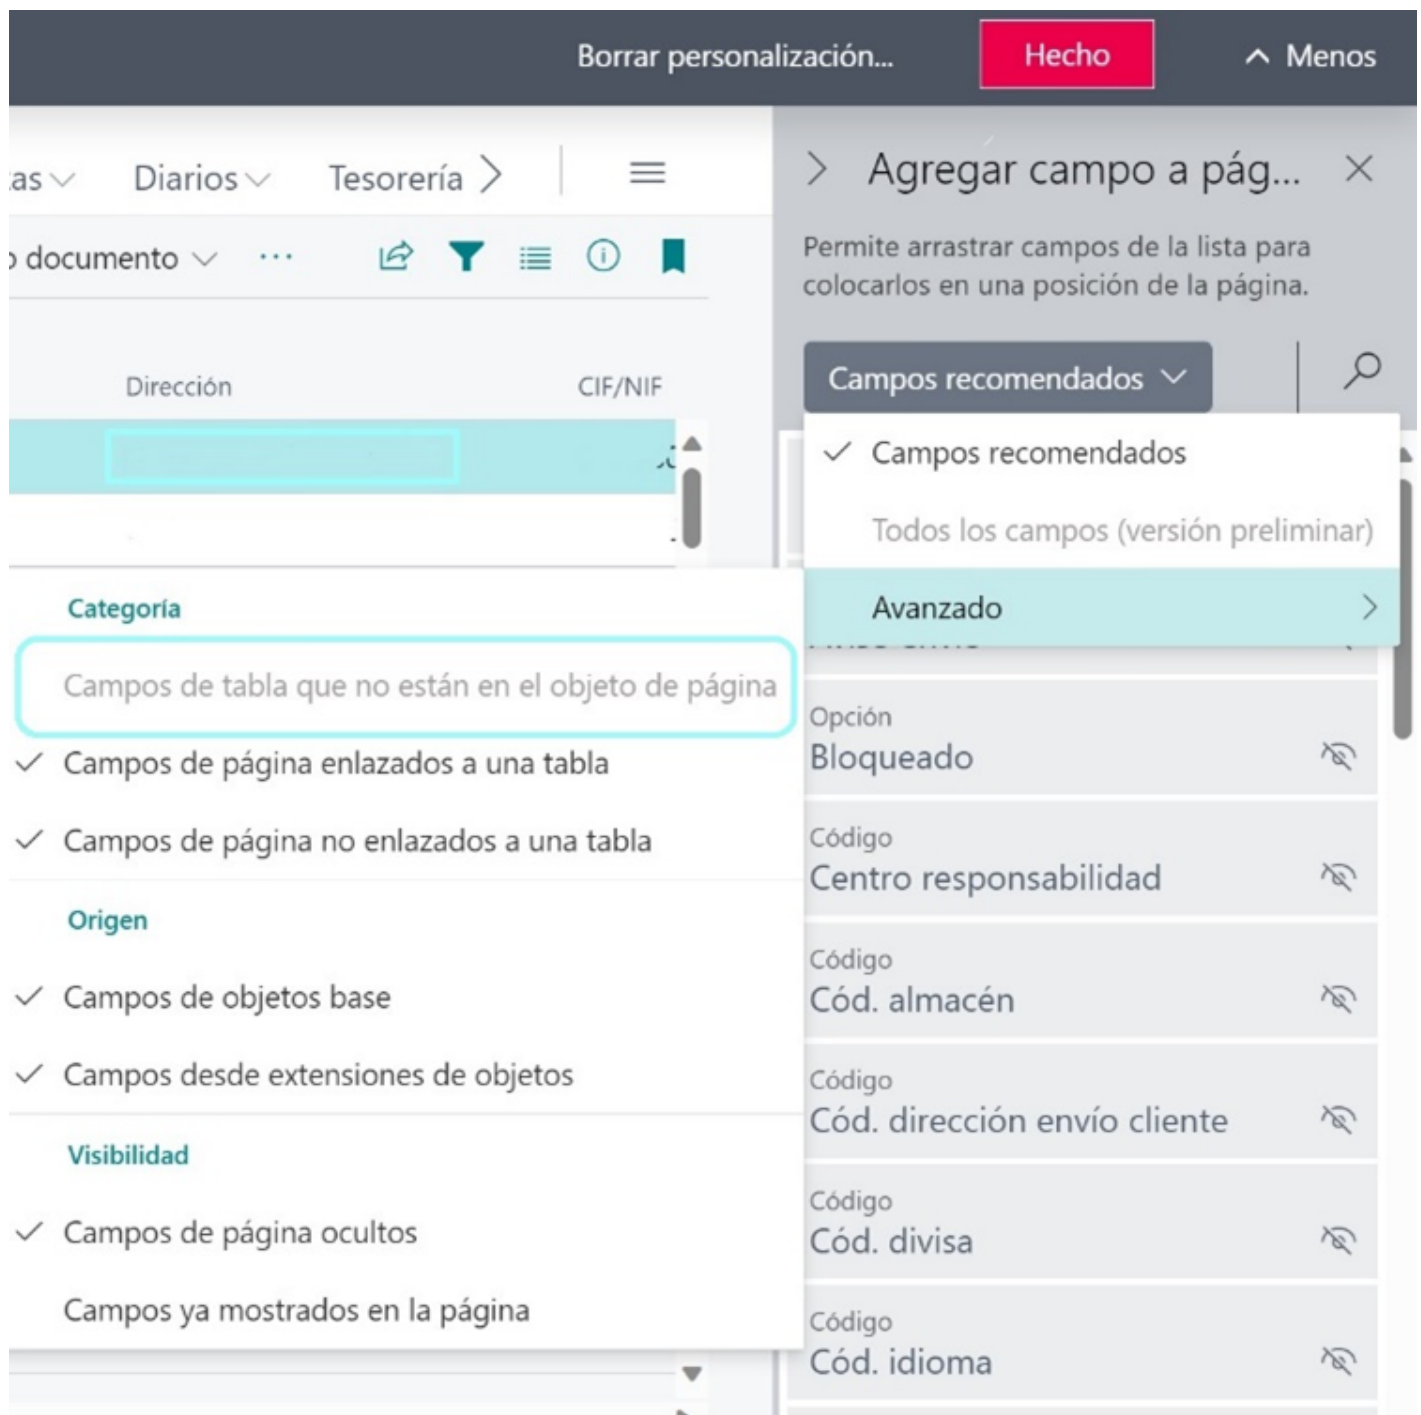 Borrar personalización...
Hecho
Menos
Diarios
Tesorería
documento
Dirección
CIF/NIF
Agregar campo a pág...
Permite arrastrar campos de la lista para
colocarlos en una posición de la página.
Campos recomendados
Campos recomendados
Todos los campos (versión preliminar)
Avanzado
Categoría
Campos de tabla que no están en el objeto de página
Campos de página enlazados a una tabla
Campos de página no enlazados a una tabla
Origen
Campos de objetos base
Campos desde extensiones de objetos
Visibilidad
Campos de página ocultos
Campos ya mostrados en la página
Opción
Bloqueado
Código
Centro responsabilidad
Código
Cód. almacén
Código
Cód. dirección envío cliente
Código
Cód. divisa
Código
Cód. idioma